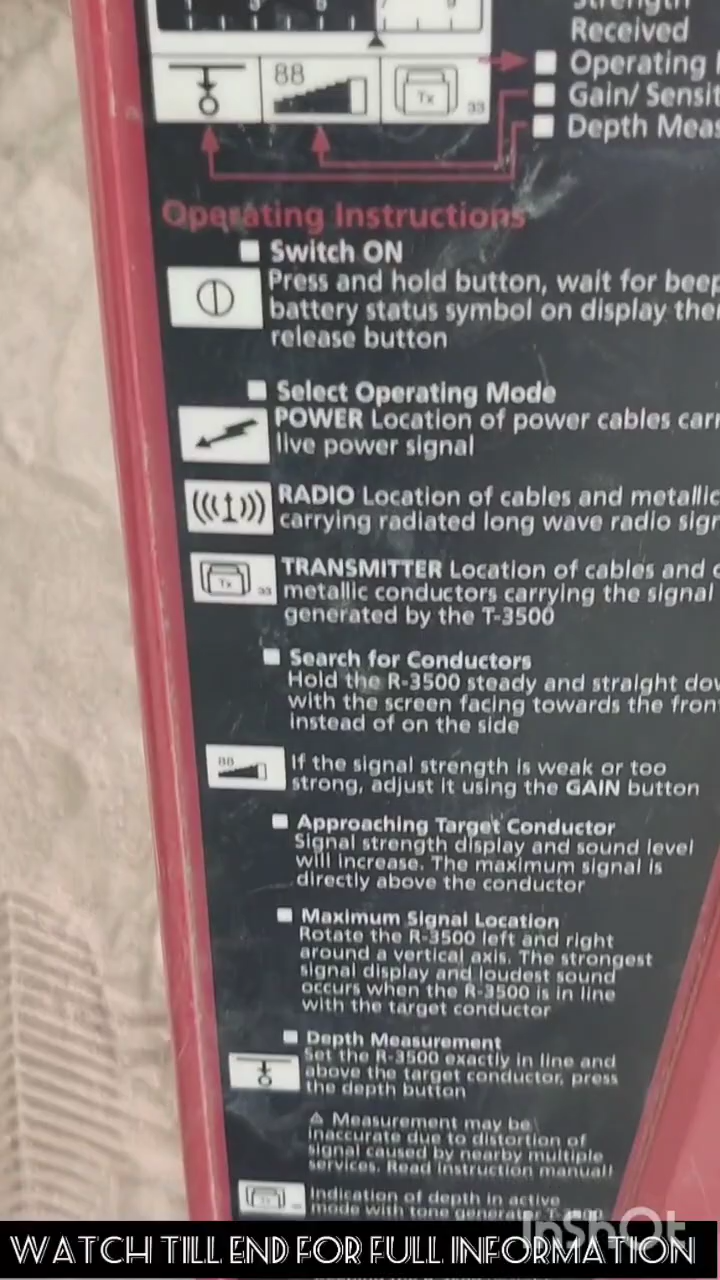 Strength
Received
Operating
88
Tx
33
Gain/ Sensit
Depth Meas
Operating Instructions
Switch ON
Press and hold button, wait for beep
battery status symbol on display then
release button
Select Operating Mode
POWER Location of power cables carr
live power signal
RADIO Location of cables and metallic
carrying radiated long wave radio sign
Tx
33
TRANSMITTER Location of cables and
metallic conductors carrying the signal
generated by the T-3500
Search for Conductors
Hold the R-3500 steady and straight dow
with the screen facing towards the front
instead of on the side
88
If the signal strength is weak or too
strong, adjust it using the GAIN button
Approaching Target Conductor
Signal strength display and sound level
will increase. The maximum signal is
directly above the conductor
Maximum Signal Location
Rotate the R-3500 left and right
around a vertical axis. The strongest
signal display and loudest sound
occurs when the R-3500 is in line
with the target conductor
Depth Measurement
Set the R-3500 exactly in line and
above the target conductor, press
the depth button
⚠ Measurement may be
inaccurate due to distortion of
signal caused by nearby multiple
services. Read instruction manual!
Indication of depth in active
mode with tone generator
InShOt
WATCH TILL END FOR FULL INFORMATION